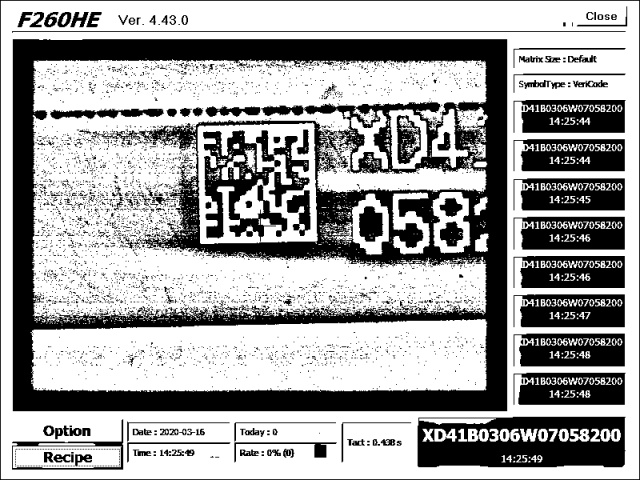 F260HE Ver. 4.43.0
Close
Matrix Size : Default
SymbolType : VeriCode
XD4
058
D41B0306W07058200
14:25:44
D41B0306W07058200
14:25:44
D41B0306W07058200
14:25:45
D41B0306W07058200
14:25:46
D41B0306W07058200
14:25:46
D41B0306W07058200
14:25:47
D41B0306W07058200
14:25:48
D41B0306W07058200
14:25:48
Option
Recipe
Date : 2020-03-16
Time : 14:25:49
Today : 0
Rate : 0% (0)
Tact : 0.438 s
XD41B0306W07058200
14:25:49